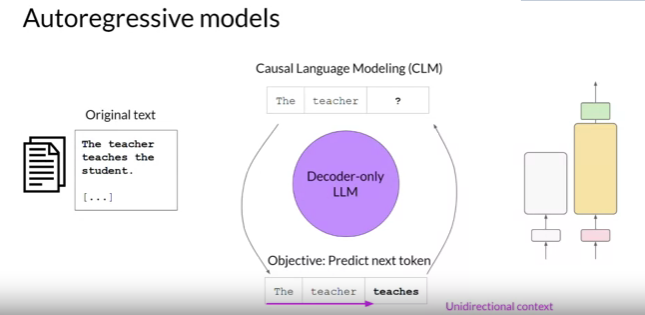 Autoregressive models
Causal Language Modeling (CLM)
The teacher ?
Original text
The teacher
teaches the
student.
[...]
Decoder-only
LLM
Objective: Predict next token
The teacher teaches
Unidirectional context